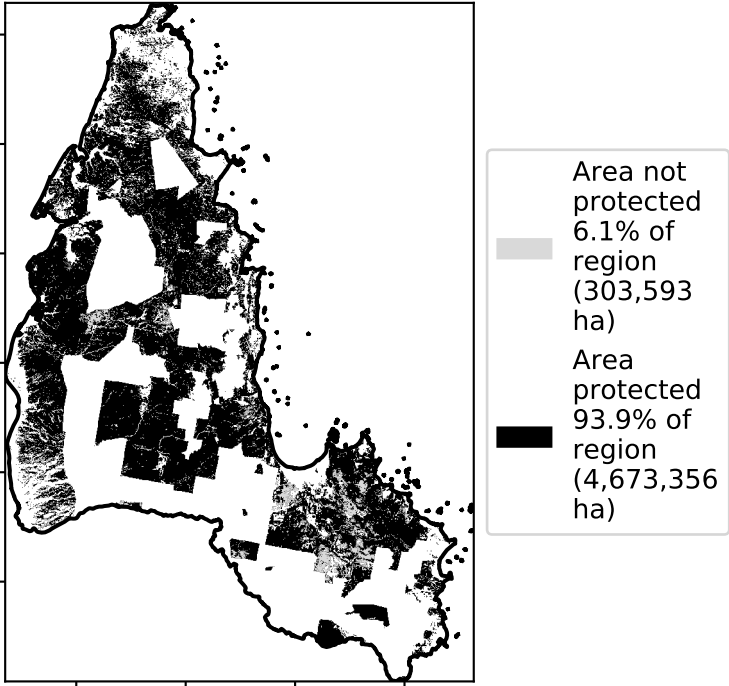 Area not
protected
6.1% of
region
(303,593
ha)
Area
protected
93.9% of
region
(4,673,356
ha)